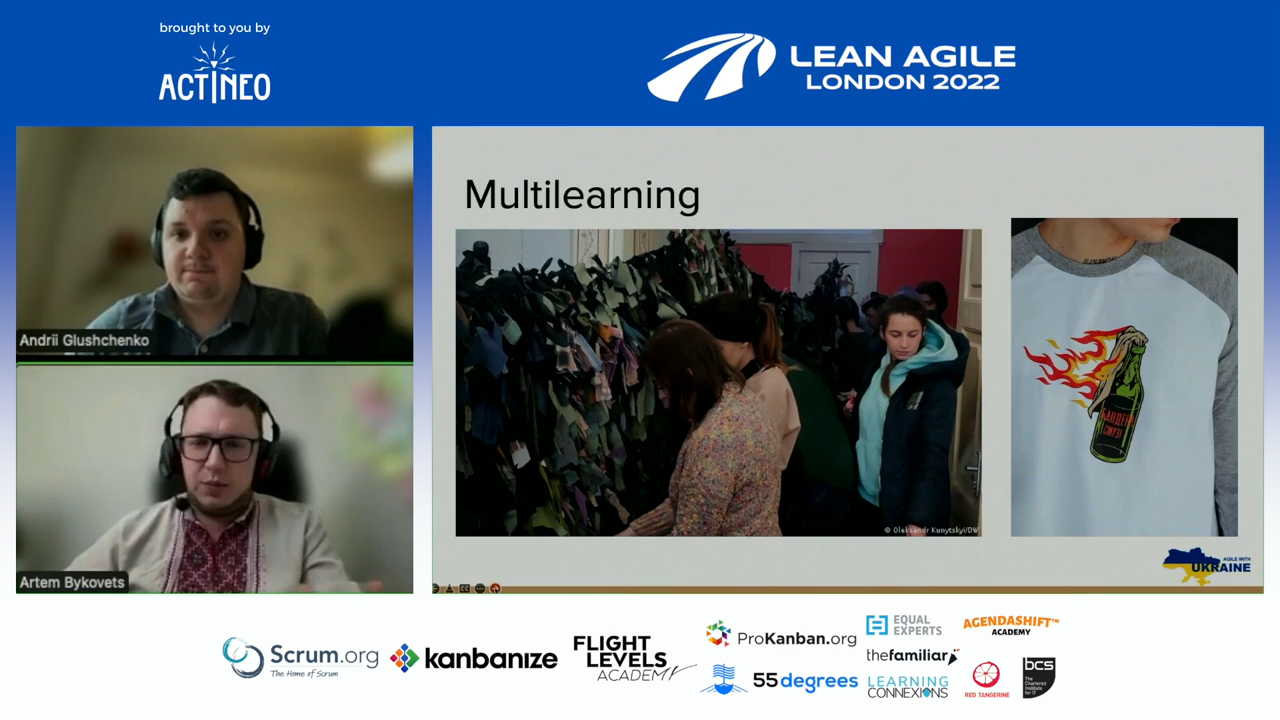 brought to you by
ACTINEO
LEAN AGILE
LONDON 2022
Andrii Glushchenko
Artem Bykovets
Multilearning
© Oleksandr Kunytskyi/DW
СМУЗІ
AGILE WITH
UKRAINE
Scrum.org
The Home of Scrum
kanbanize
FLIGHT
LEVELS
ACADEMY
ProKanban.org
55degrees
EQUAL
EXPERTS
thefamiliar
LEARNING
CONNEXIONS
AGENDASHIFT™
ACADEMY
RED TANGERINE
bcs
The
Chartered
Institute
for IT